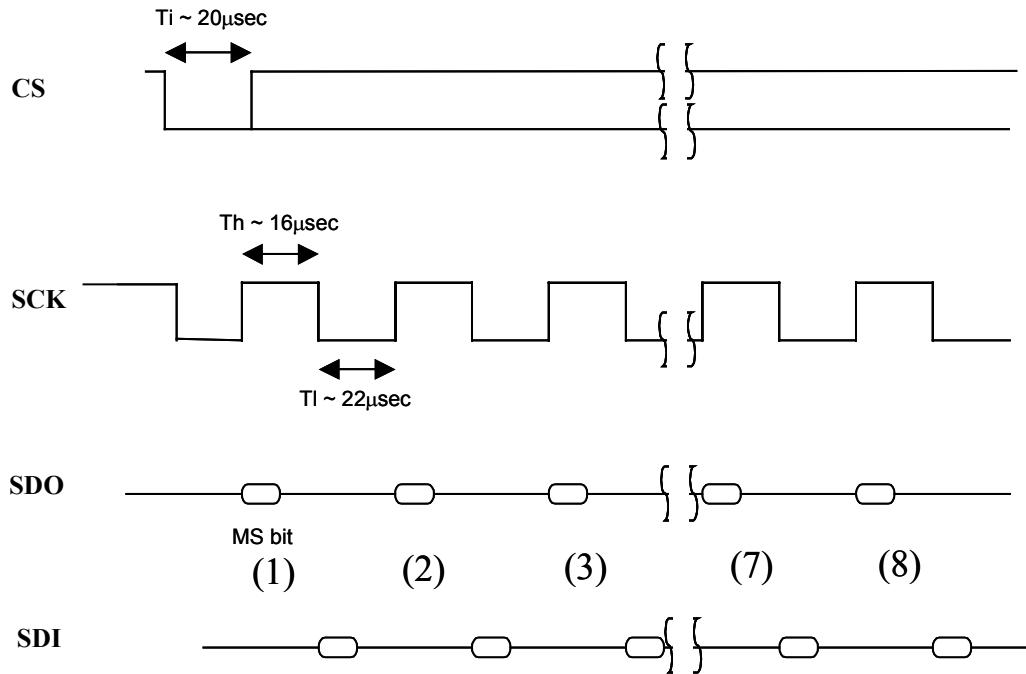 Ti ~ 20μsec
CS
Th ~ 16μsec
SCK
Tl ~ 22μsec
SDO
MS bit
(1) (2) (3) (7) (8)
SDI